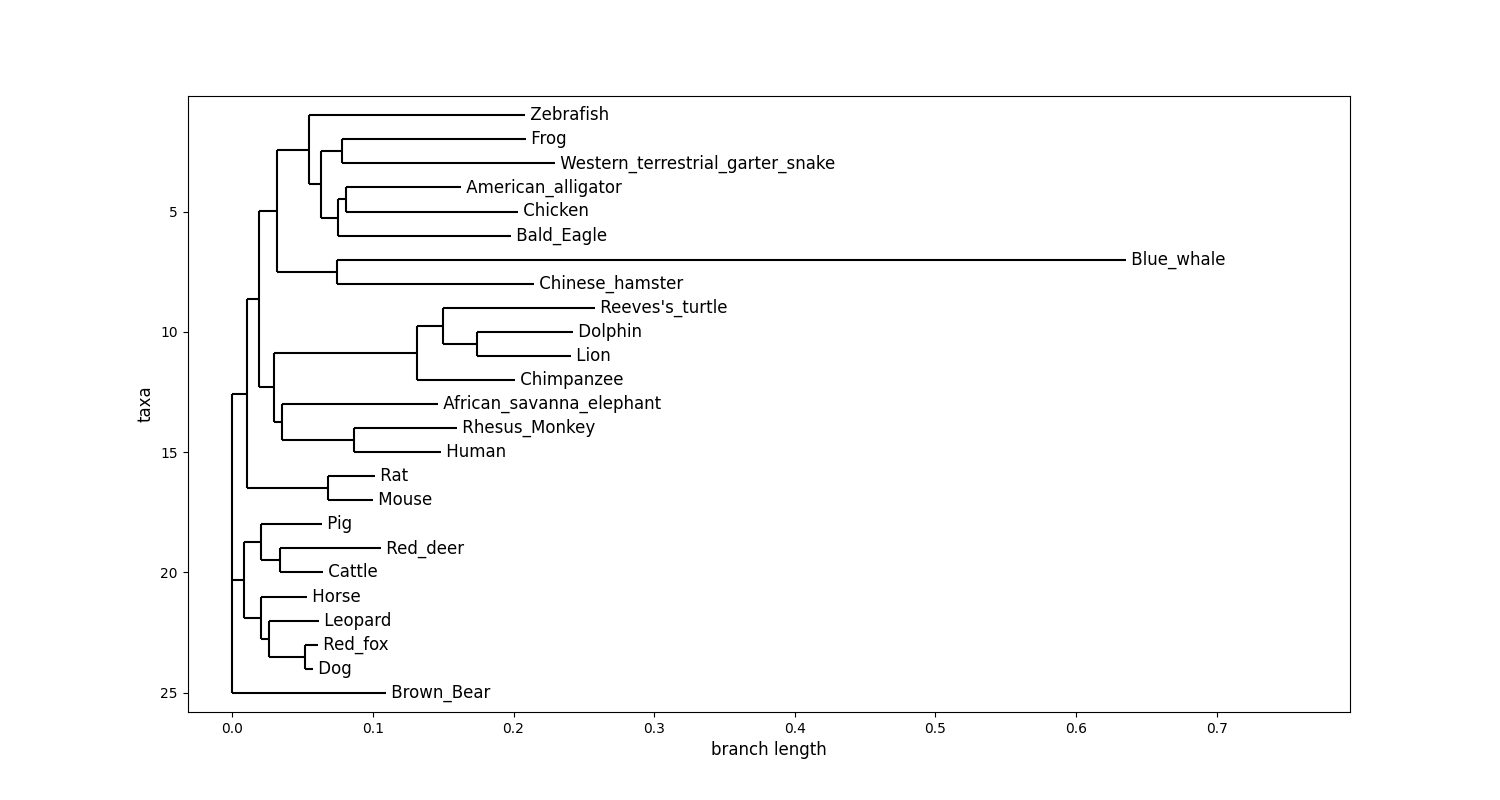 Zebrafish
Frog
Western_terrestrial_garter_snake
American_alligator
5
Chicken
Bald_Eagle
Blue_whale
Chinese_hamster
Reeves's_turtle
10
Dolphin
Lion
Chimpanzee
taxa
African_savanna_elephant
Rhesus_Monkey
15
Human
Rat
Mouse
Pig
Red_deer
20
Cattle
Horse
Leopard
Red_fox
Dog
25
Brown_Bear
0.0 0.1 0.2 0.3 0.4 0.5 0.6 0.7
branch length